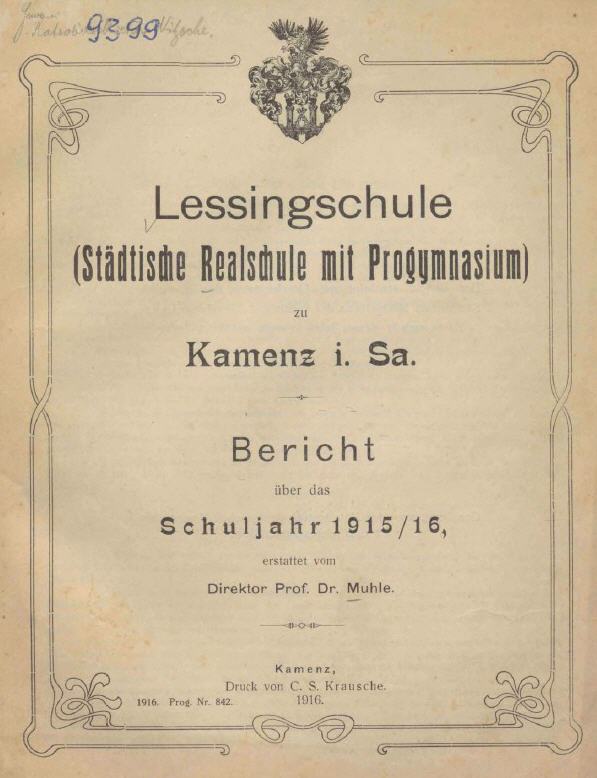 9399
Lessingschule
(Städtische Realschule mit Progymnasium)
zu
Kamenz i. Sa.
Bericht
über das
Schuljahr 1915/16,
erstattet vom
Direktor Prof. Dr. Muhle.
Kamenz,
Druck von C. S. Krausche.
1916. Prog. Nr. 842.
1916.